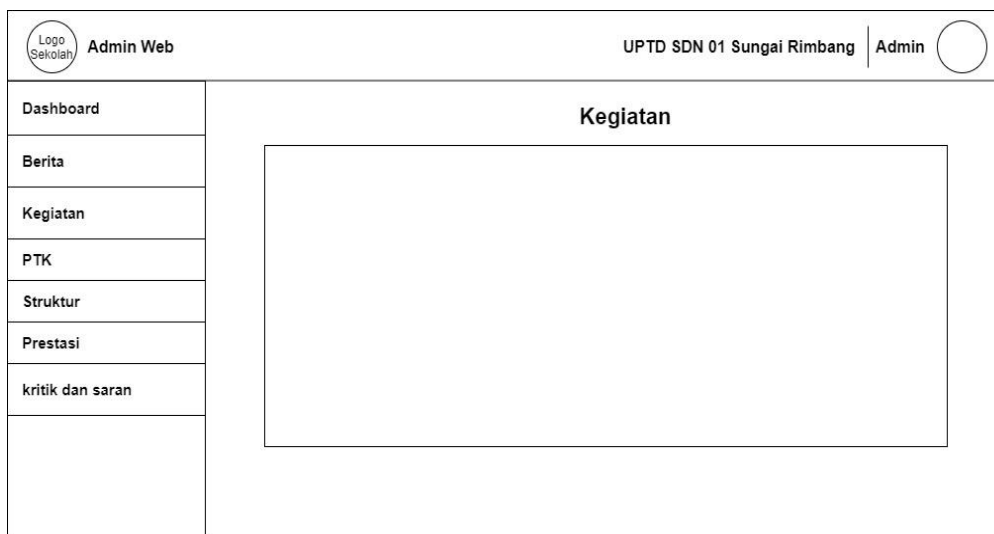 Logo
Sekolah
Admin Web
UPTD SDN 01 Sungai Rimbang
Admin
Dashboard
Berita
Kegiatan
PTK
Struktur
Prestasi
kritik dan saran
Kegiatan